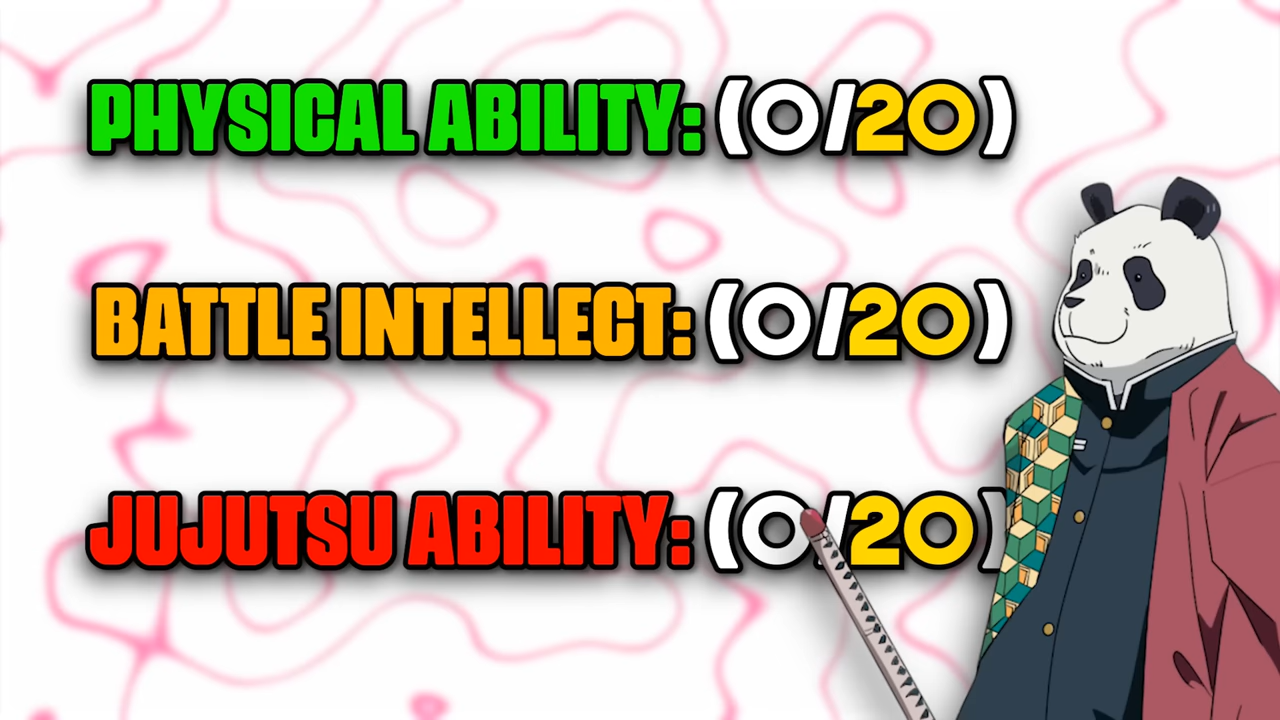 PHYSICAL ABILITY: (0/20)
BATTLE INTELLECT: (0/20)
JUJUTSU ABILITY: (0/20)